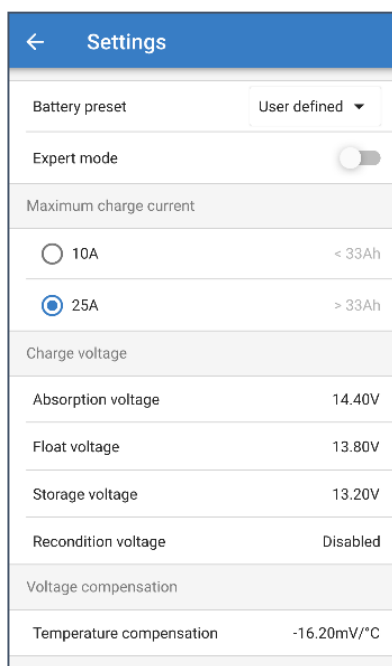 Settings
Battery preset User defined
Expert mode
Maximum charge current
10A < 33Ah
25A > 33Ah
Charge voltage
Absorption voltage 14.40V
Float voltage 13.80V
Storage voltage 13.20V
Recondition voltage Disabled
Voltage compensation
Temperature compensation -16.20mV/°C